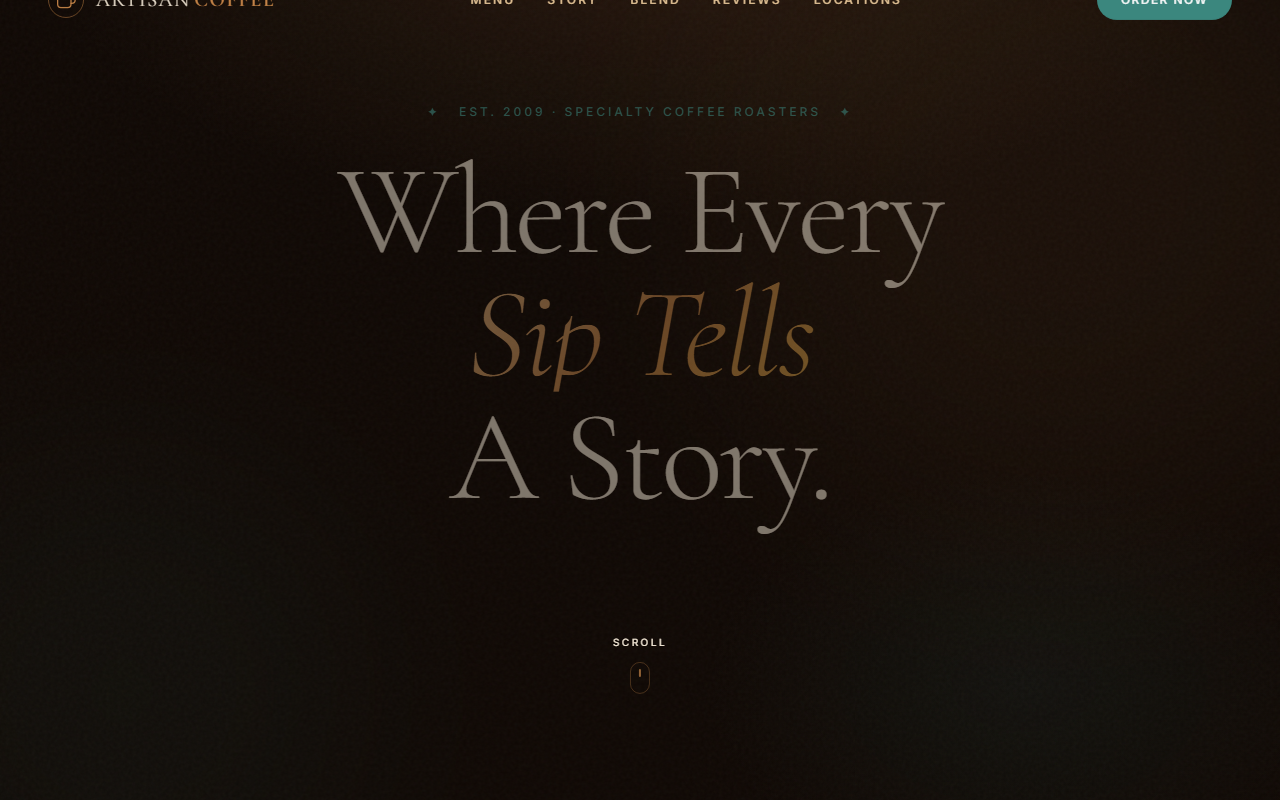 ARTISAN COFFEE
MENU STORY BLEND REVIEWS LOCATIONS
ORDER NOW
✦ EST. 2009 · SPECIALTY COFFEE ROASTERS ✦
Where Every
Sip Tells
A Story.
SCROLL